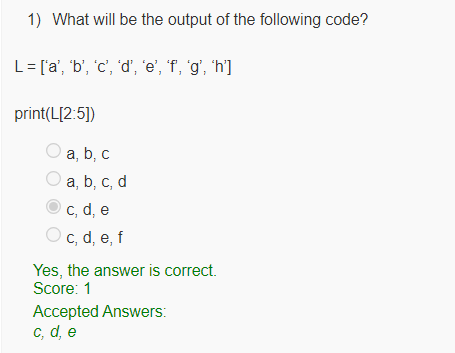 1) What will be the output of the following code?
L = [‘a’, ‘b’, ‘c’, ‘d’, ‘e’, ‘f’, ‘g’, ‘h’]
print(L[2:5])
a, b, c
a, b, c, d
c, d, e
c, d, e, f
Yes, the answer is correct.
Score: 1
Accepted Answers:
c, d, e